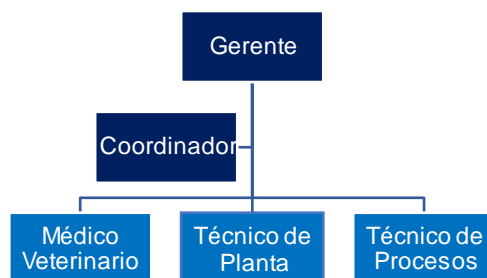 Gerente
Coordinador
Médico
Veterinario
Técnico de
Planta
Técnico de
Procesos